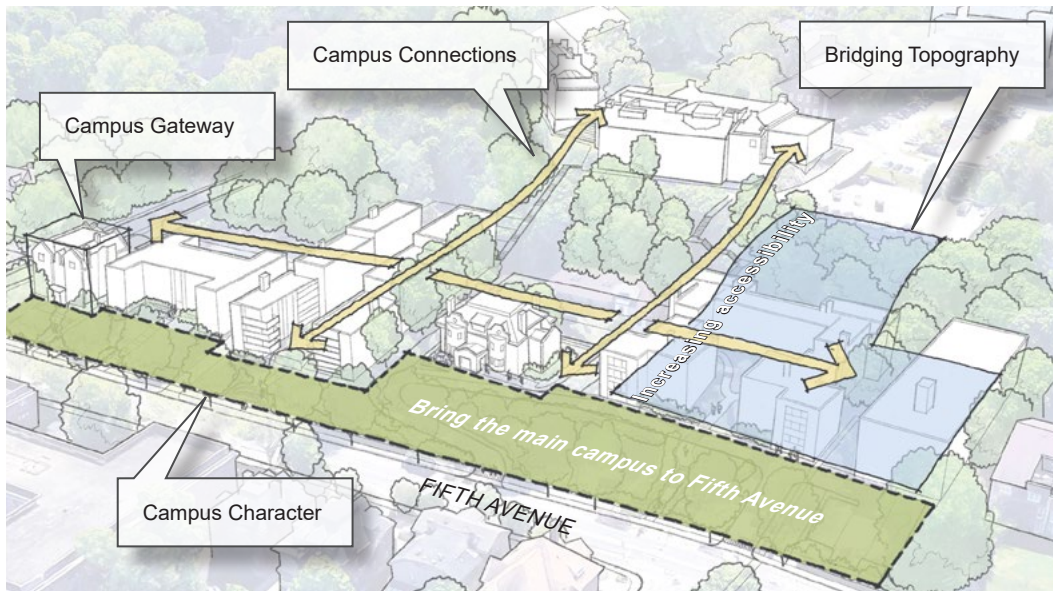 Campus Connections
Bridging Topography
Campus Gateway
Increasing accessibility
Bring the main campus to Fifth Avenue
FIFTH AVENUE
Campus Character